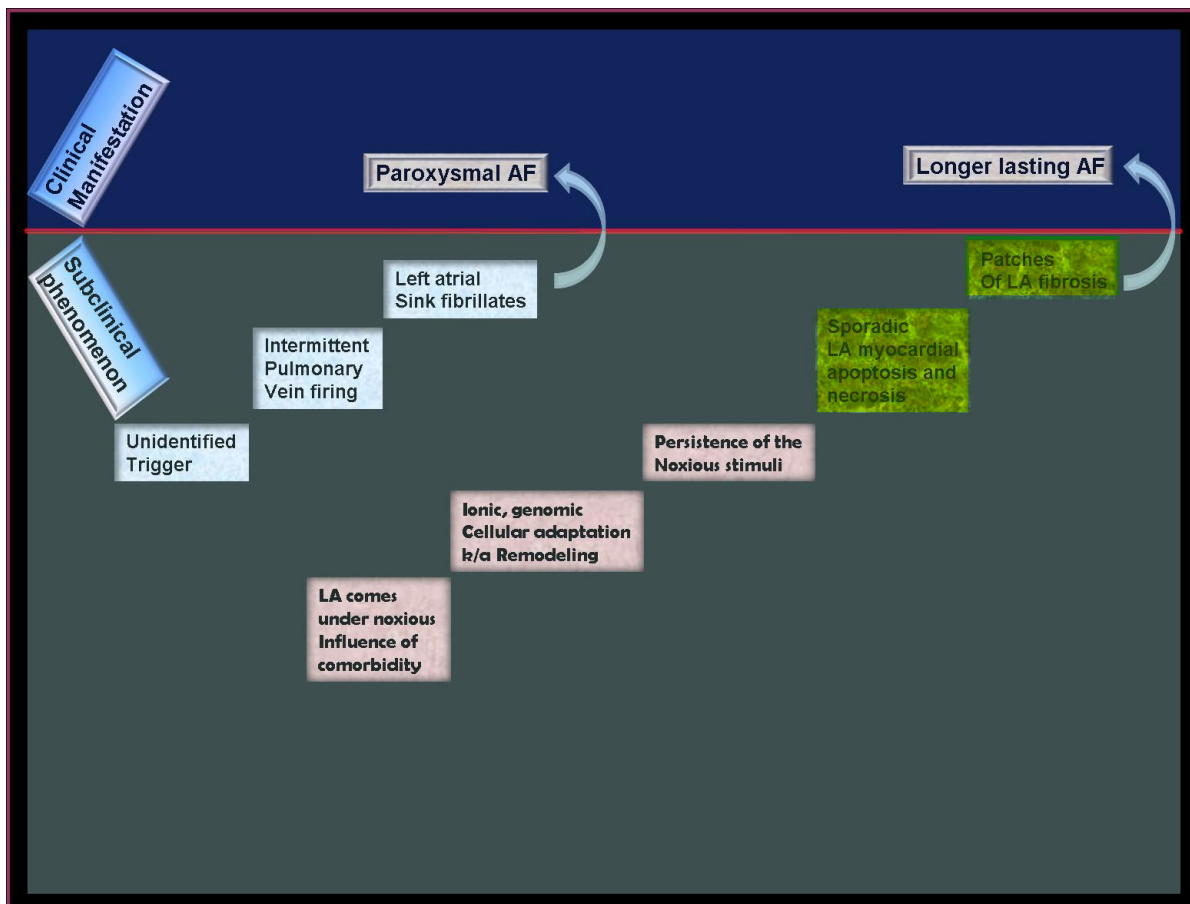 Clinical
Manifestation
Paroxysmal AF
Longer lasting AF
Subclinical
phenomenon
Left atrial
Sink fibrillates
Patches
Of LA fibrosis
Intermittent
Pulmonary
Vein firing
Sporadic
LA myocardial
apoptosis and
necrosis
Unidentified
Trigger
Persistence of the
Noxious stimuli
Ionic, genomic
Cellular adaptation
k/a Remodeling
LA comes
under noxious
Influence of
comorbidity